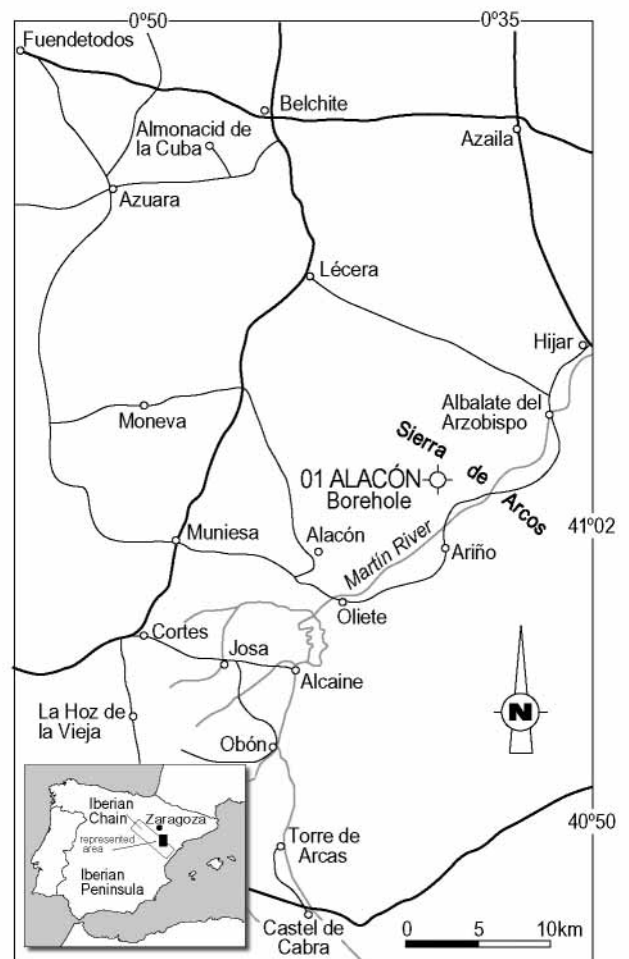 0º50
0º35
Fuendetodos
Belchite
Almonacid de
la Cuba
Azaila
Azuara
Lécera
Hijar
Albalate del
Arzobispo
Moneva
Sierra de Arcos
01 ALACÓN
Borehole
41º02
Muniesa
Alacón
Martín River
Ariño
Oliete
Cortes
Josa
Alcaine
N
La Hoz de
la Vieja
Obón
40º50
Iberian
Chain
Zaragoza
represented
area
Iberian
Peninsula
Torre de
Arcas
Castel de
Cabra
0 5 10km